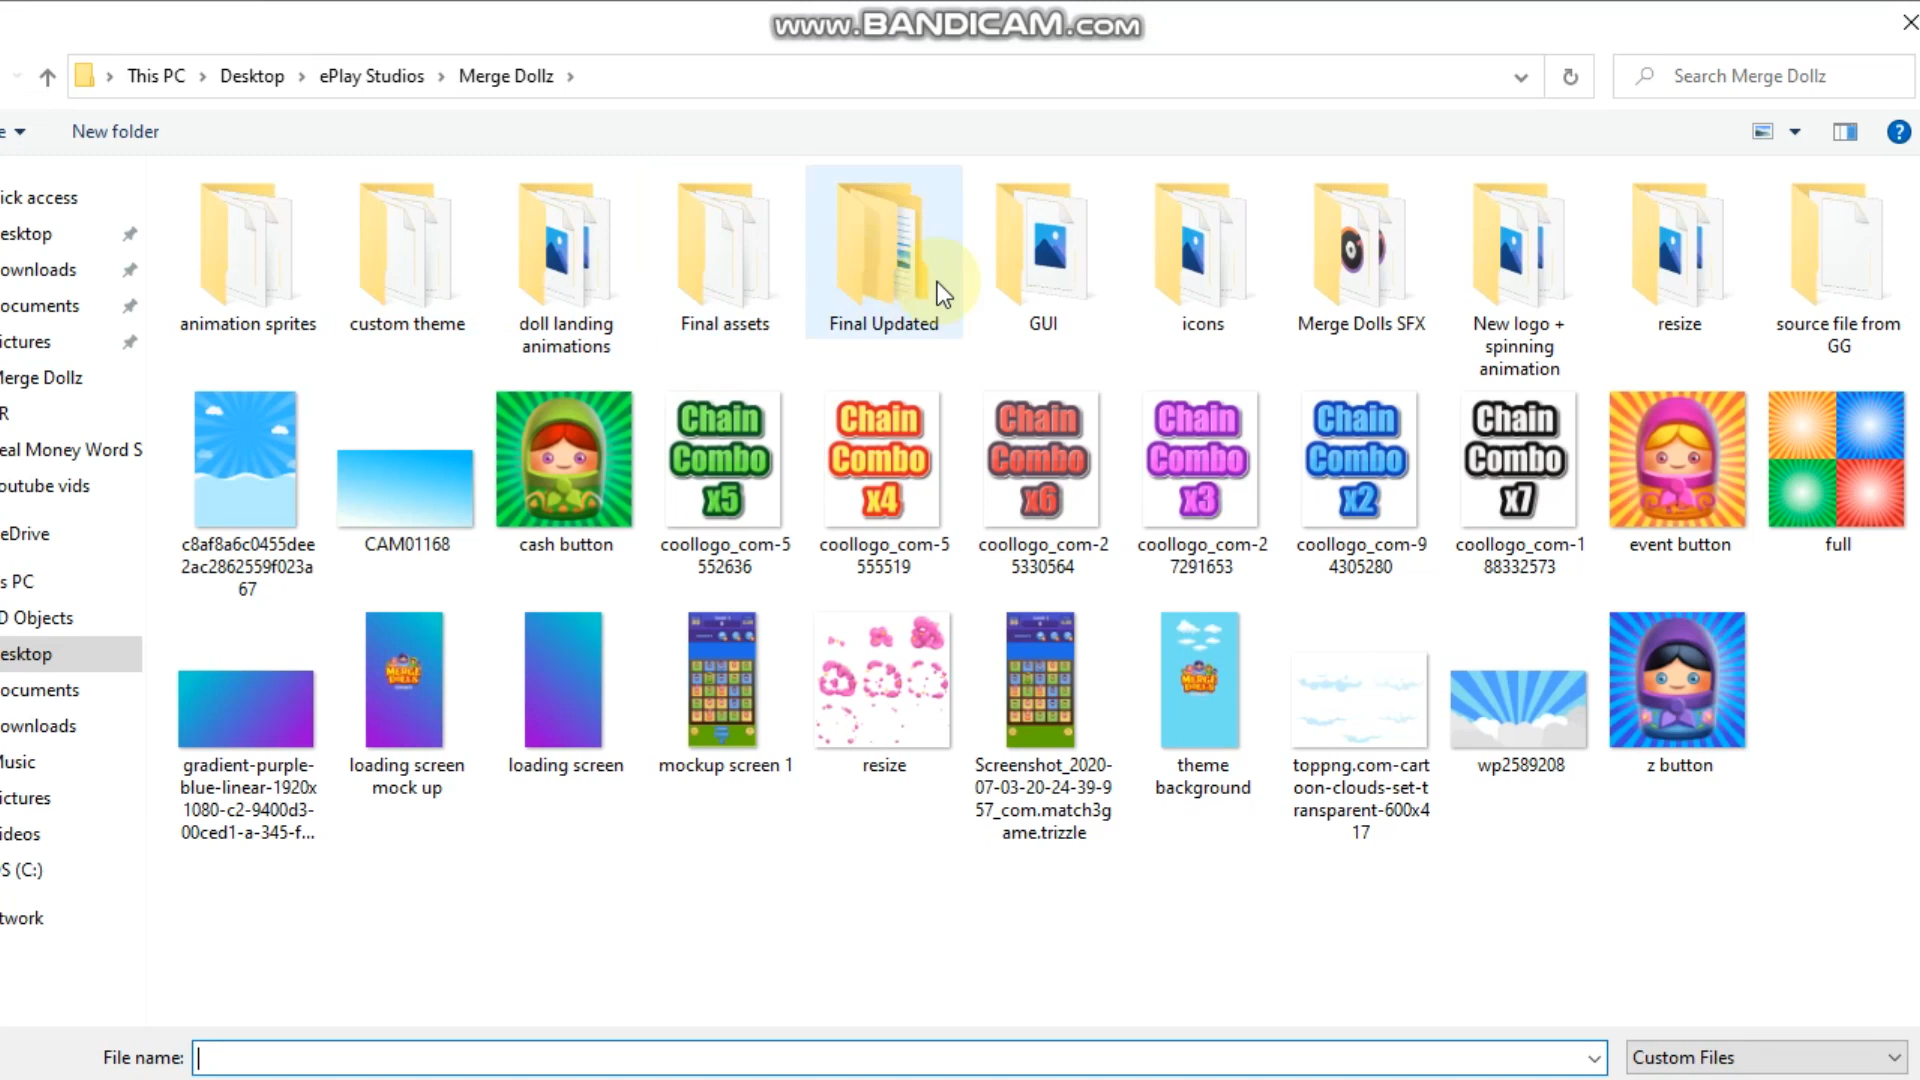 www.BANDICAM.com
This PC
Desktop
ePlay Studios
Merge Dollz
Search Merge Dollz
e
New folder
ick access
esktop
ownloads
ocuments
ictures
Merge Dollz
R
eal Money Word S
outube vids
eDrive
s PC
D Objects
esktop
ocuments
ownloads
Music
ictures
ideos
OS (C:)
twork
animation sprites
custom theme
doll landing
animations
Final assets
Final Updated
GUI
icons
Merge Dolls SFX
New logo +
spinning
animation
resize
source file from
GG
Chain
Combo
x5
Chain
Combo
x4
Chain
Combo
x6
Chain
Combo
x3
Chain
Combo
x2
Chain
Combo
x7
c8af8a6c0455dee
2ac2862559f023a
67
CAM01168
cash button
coollogo_com-5
552636
coollogo_com-5
555519
coollogo_com-2
5330564
coollogo_com-2
7291653
coollogo_com-9
4305280
coollogo_com-1
88332573
event button
full
MERGE
DOLLS
MERGE
DOLLS
gradient-purple-
blue-linear-1920x
1080-c2-9400d3-
00ced1-a-345-f...
loading screen
mock up
loading screen
mockup screen 1
resize
Screenshot_2020-
07-03-20-24-39-9
57_com.match3g
ame.trizzle
theme
background
toppng.com-cart
oon-clouds-set-t
ransparent-600x4
17
wp2589208
z button
File name:
Custom Files